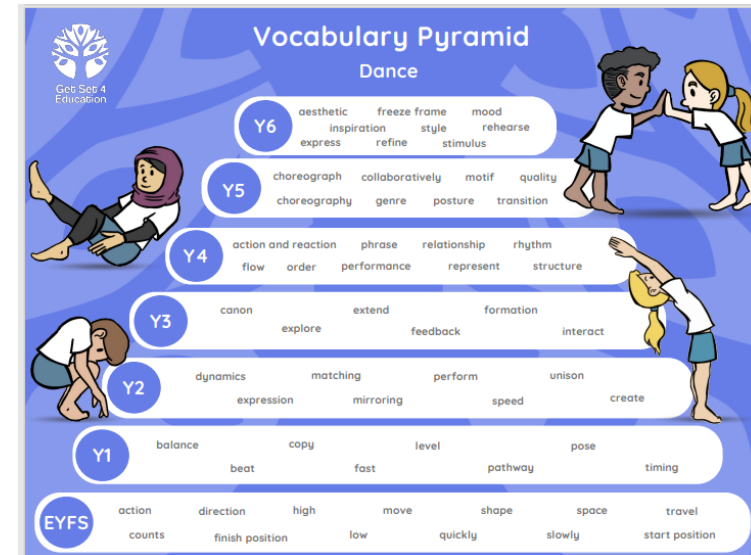 Vocabulary Pyramid
Dance
Get Set 4
Education
Y6
aesthetic freeze frame mood
inspiration style rehearse
express refine stimulus
Y5
choreograph collaboratively motif quality
choreography genre posture transition
Y4
action and reaction phrase relationship rhythm
flow order performance represent structure
Y3
canon extend formation
explore feedback interact
Y2
dynamics matching perform unison
expression mirroring speed create
Y1
balance copy level pose
beat fast pathway timing
EYFS
action direction high move shape space travel
counts finish position low quickly slowly start position